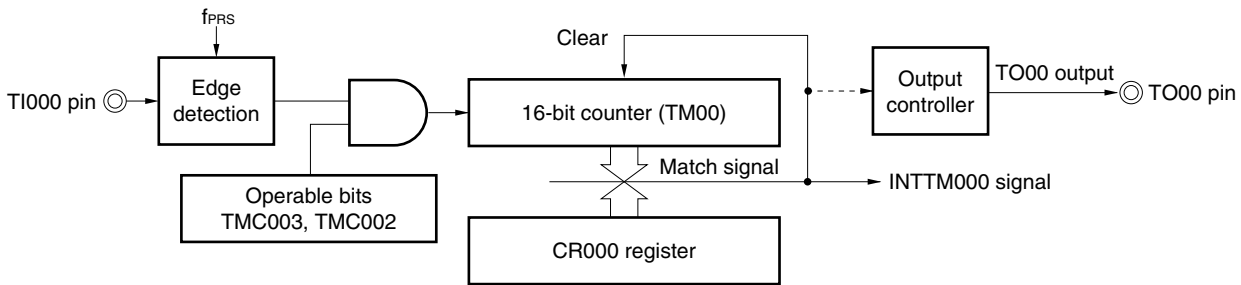 fPRS
Clear
TI000 pin
Edge
detection
16-bit counter (TM00)
Output
controller
TO00 output
TO00 pin
Match signal
INTTM000 signal
Operable bits
TMC003, TMC002
CR000 register